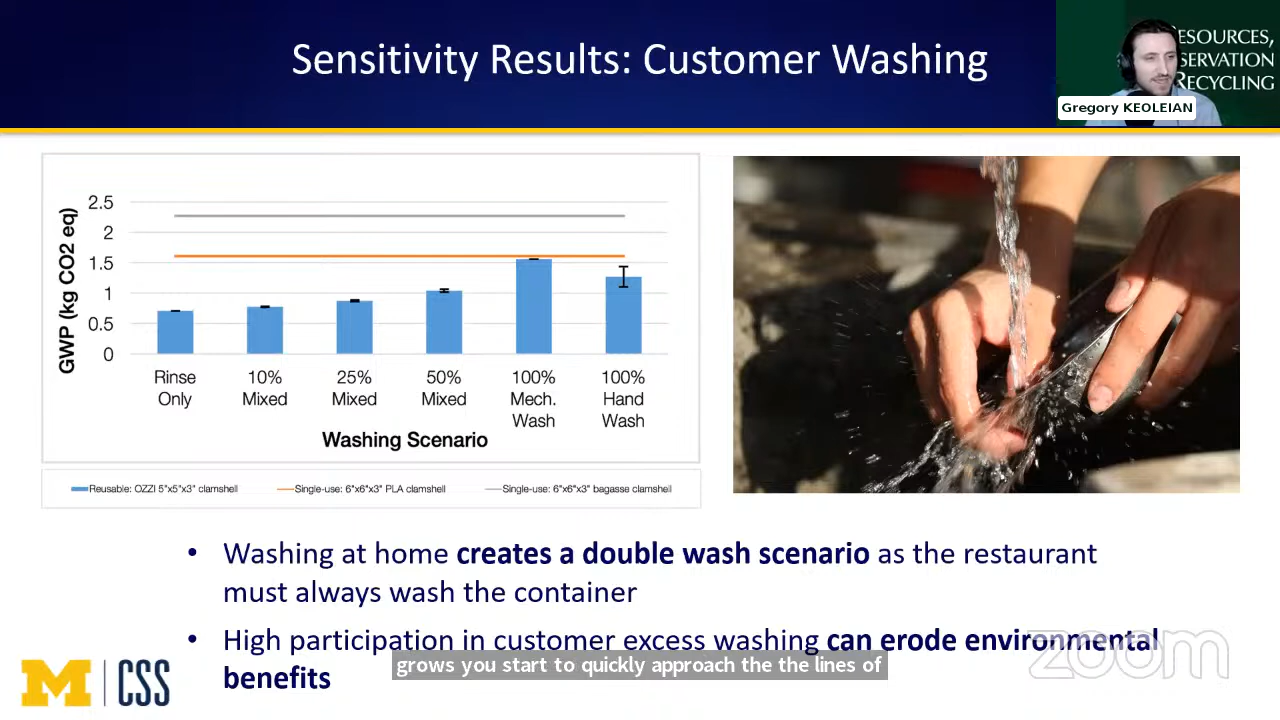 Sensitivity Results: Customer Washing
ESOURCES,
SERVATION
RECYCLING
Gregory KEOLEIAN
GWP (kg CO2 eq)
2.5
2
1.5
1
0.5
0
Rinse Only
10% Mixed
25% Mixed
50% Mixed
100% Mech. Wash
100% Hand Wash
Washing Scenario
Reusable: OZZI 5"x5"x3" clamshell
Single-use: 6"x6"x3" PLA clamshell
Single-use: 6"x6"x3" bagasse clamshell
• Washing at home creates a double wash scenario as the restaurant
must always wash the container
• High participation in customer excess washing can erode environmental
benefits
grows you start to quickly approach the the lines of
M CSS
zoom